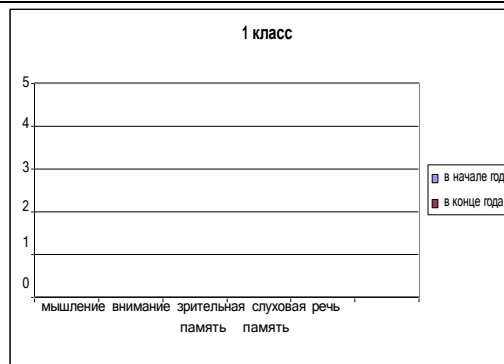 1 класс
5
4
3
2
1
0
мышление внимание зрительная слуховая речь
память память
в начале год
в конце года